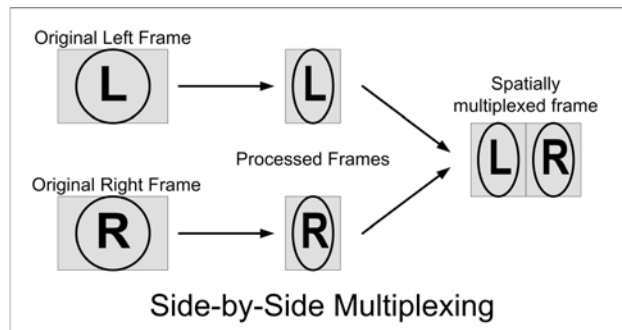 Original Left Frame
L
L
Spatially
multiplexed frame
L R
Processed Frames
Original Right Frame
R
R
Side-by-Side Multiplexing